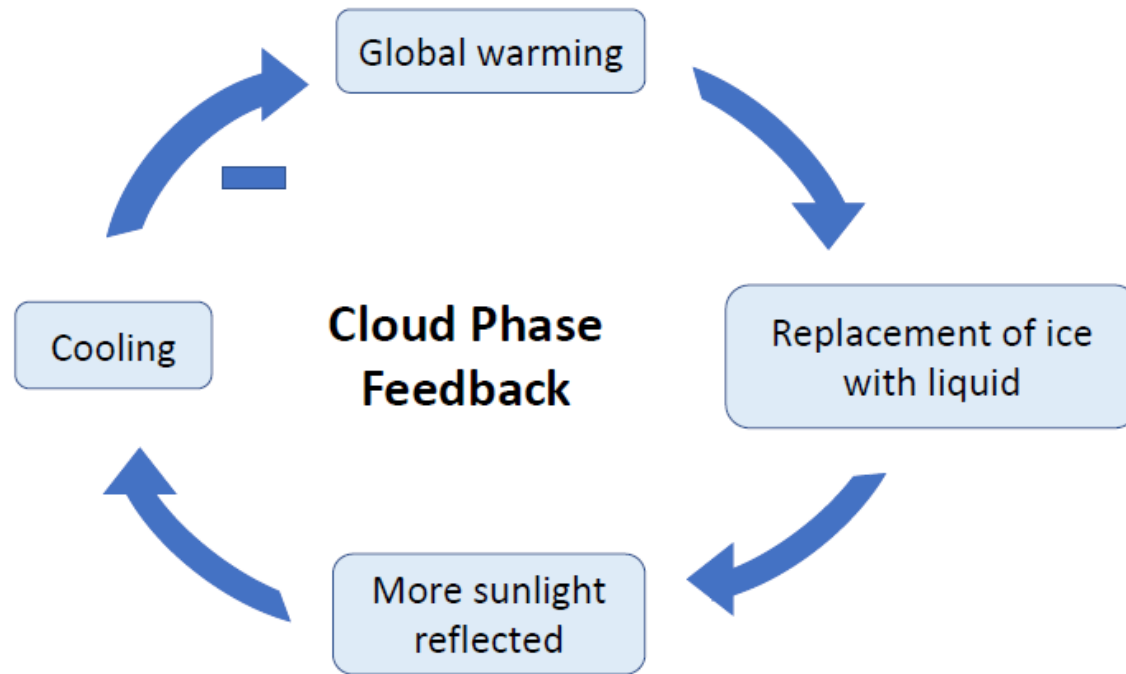 Global warming
Cloud Phase
Feedback
Cooling
Replacement of ice
with liquid
More sunlight
reflected